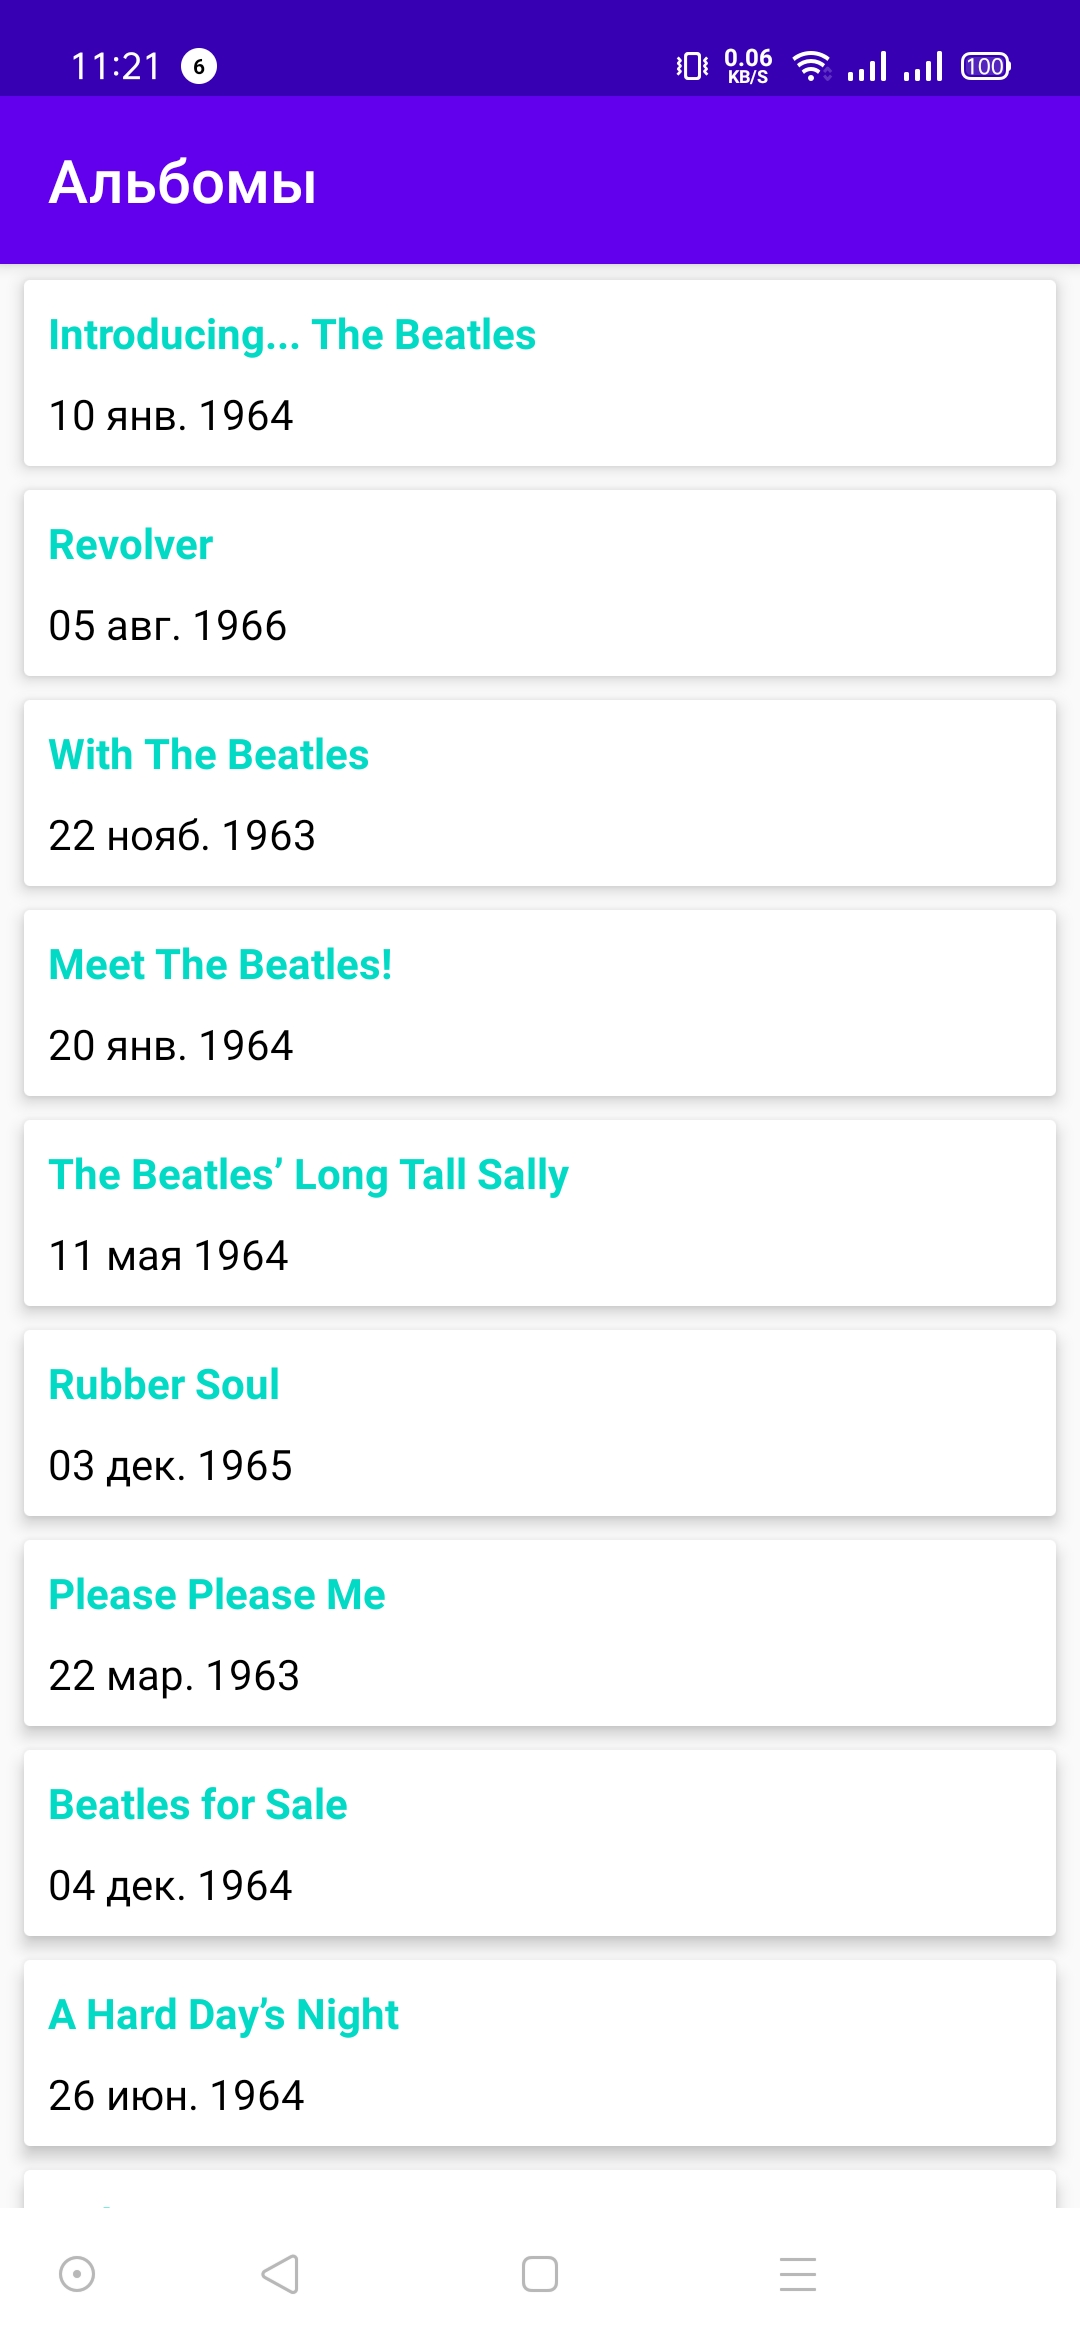 11:21 6 0.06 KB/S 100
Альбомы
Introducing... The Beatles
10 янв. 1964
Revolver
05 авг. 1966
With The Beatles
22 нояб. 1963
Meet The Beatles!
20 янв. 1964
The Beatles’ Long Tall Sally
11 мая 1964
Rubber Soul
03 дек. 1965
Please Please Me
22 мар. 1963
Beatles for Sale
04 дек. 1964
A Hard Day’s Night
26 июн. 1964